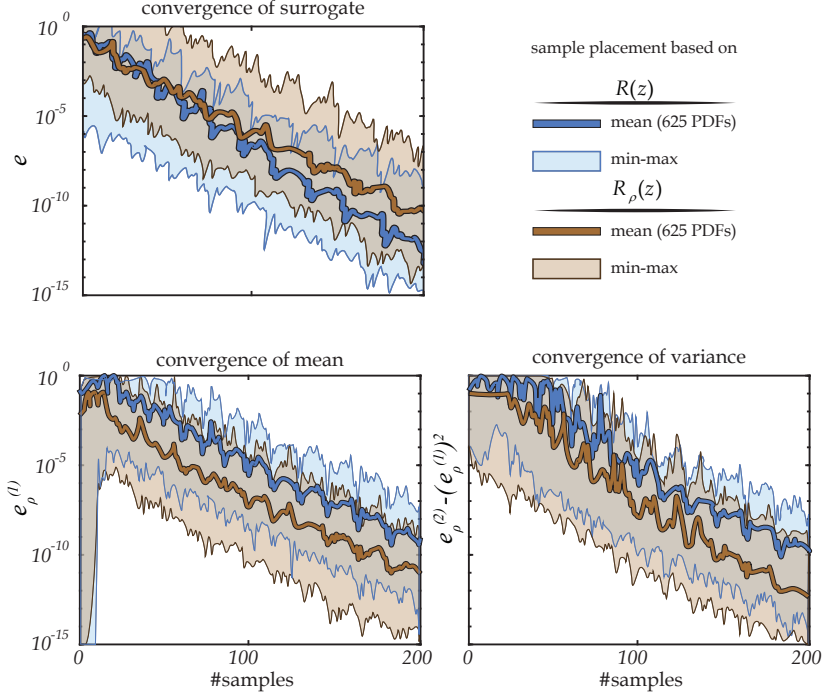 convergence of surrogate
10^0
10^-5
10^-10
10^-15
e
sample placement based on
R(z)
mean (625 PDFs)
min-max
R_ρ(z)
mean (625 PDFs)
min-max
convergence of mean
10^0
10^-5
10^-10
10^-15
e_ρ^(1)
0
100
200
#samples
convergence of variance
e_ρ^(2)-(e_ρ^(1))^2
0
100
200
#samples